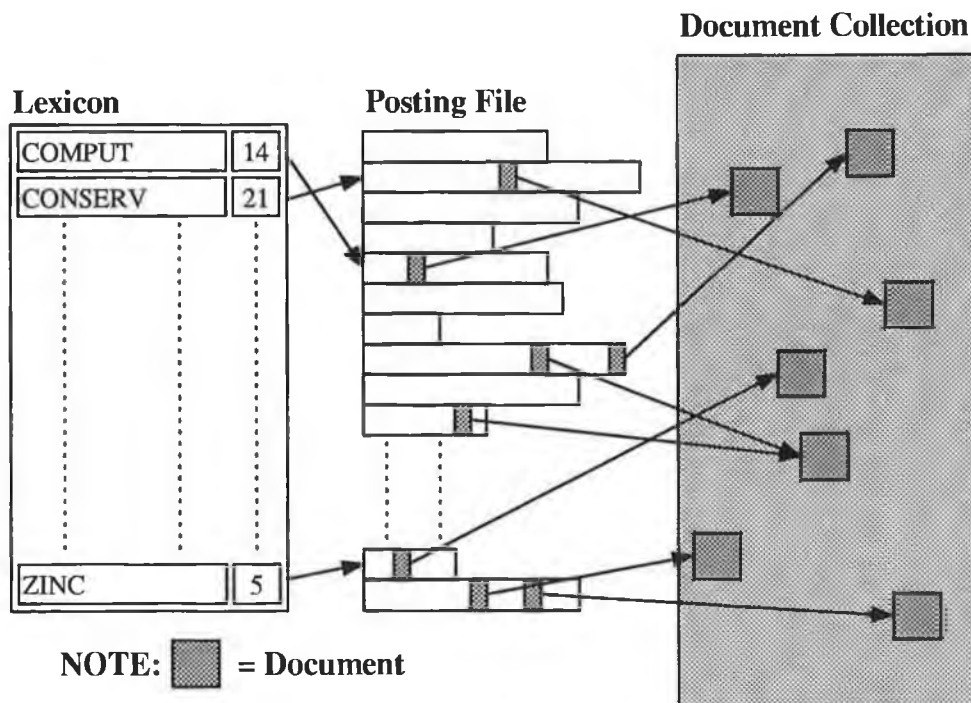 Document Collection
Lexicon
Posting File
COMPUT 14
CONSERV 21
ZINC 5
NOTE: = Document